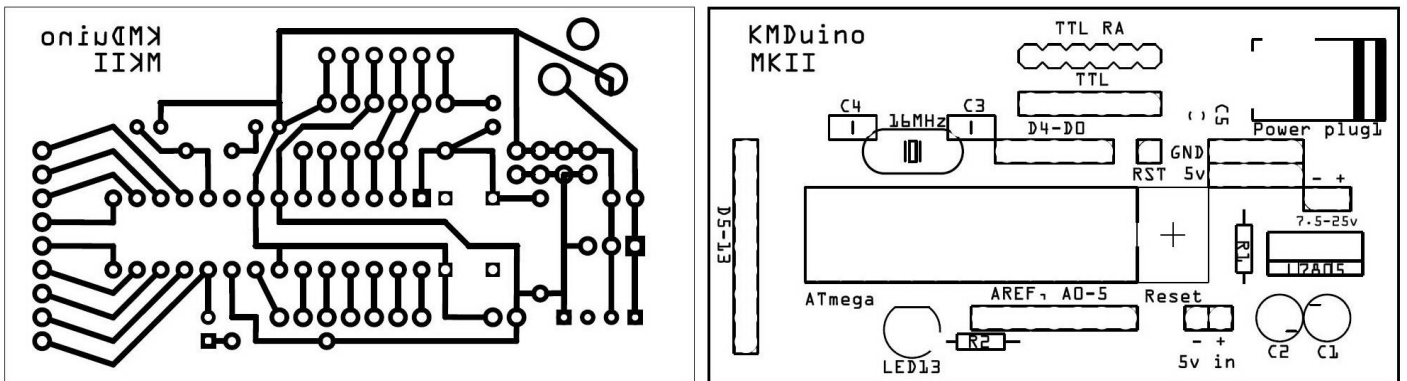 KMDuino
MKII
KMDuino
MKII
TTL RA
TTL
C4
C3
16MHz
D4-D0
C5
Power plug1
RST
GND
5v
- +
7.5-25v
D5-13
R1
ATmega
AREF, A0-5
Reset
LED13
R2
- +
5v in
C2
C1